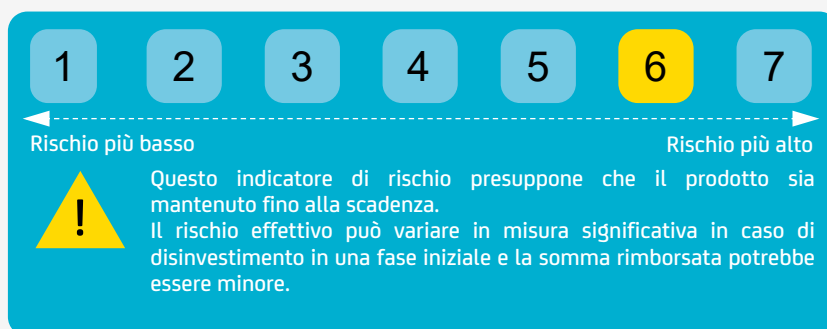 1 2 3 4 5 6 7
Rischio più basso Rischio più alto
Questo indicatore di rischio presuppone che il prodotto sia
mantenuto fino alla scadenza.
Il rischio effettivo può variare in misura significativa in caso di
disinvestimento in una fase iniziale e la somma rimborsata potrebbe
essere minore.
!